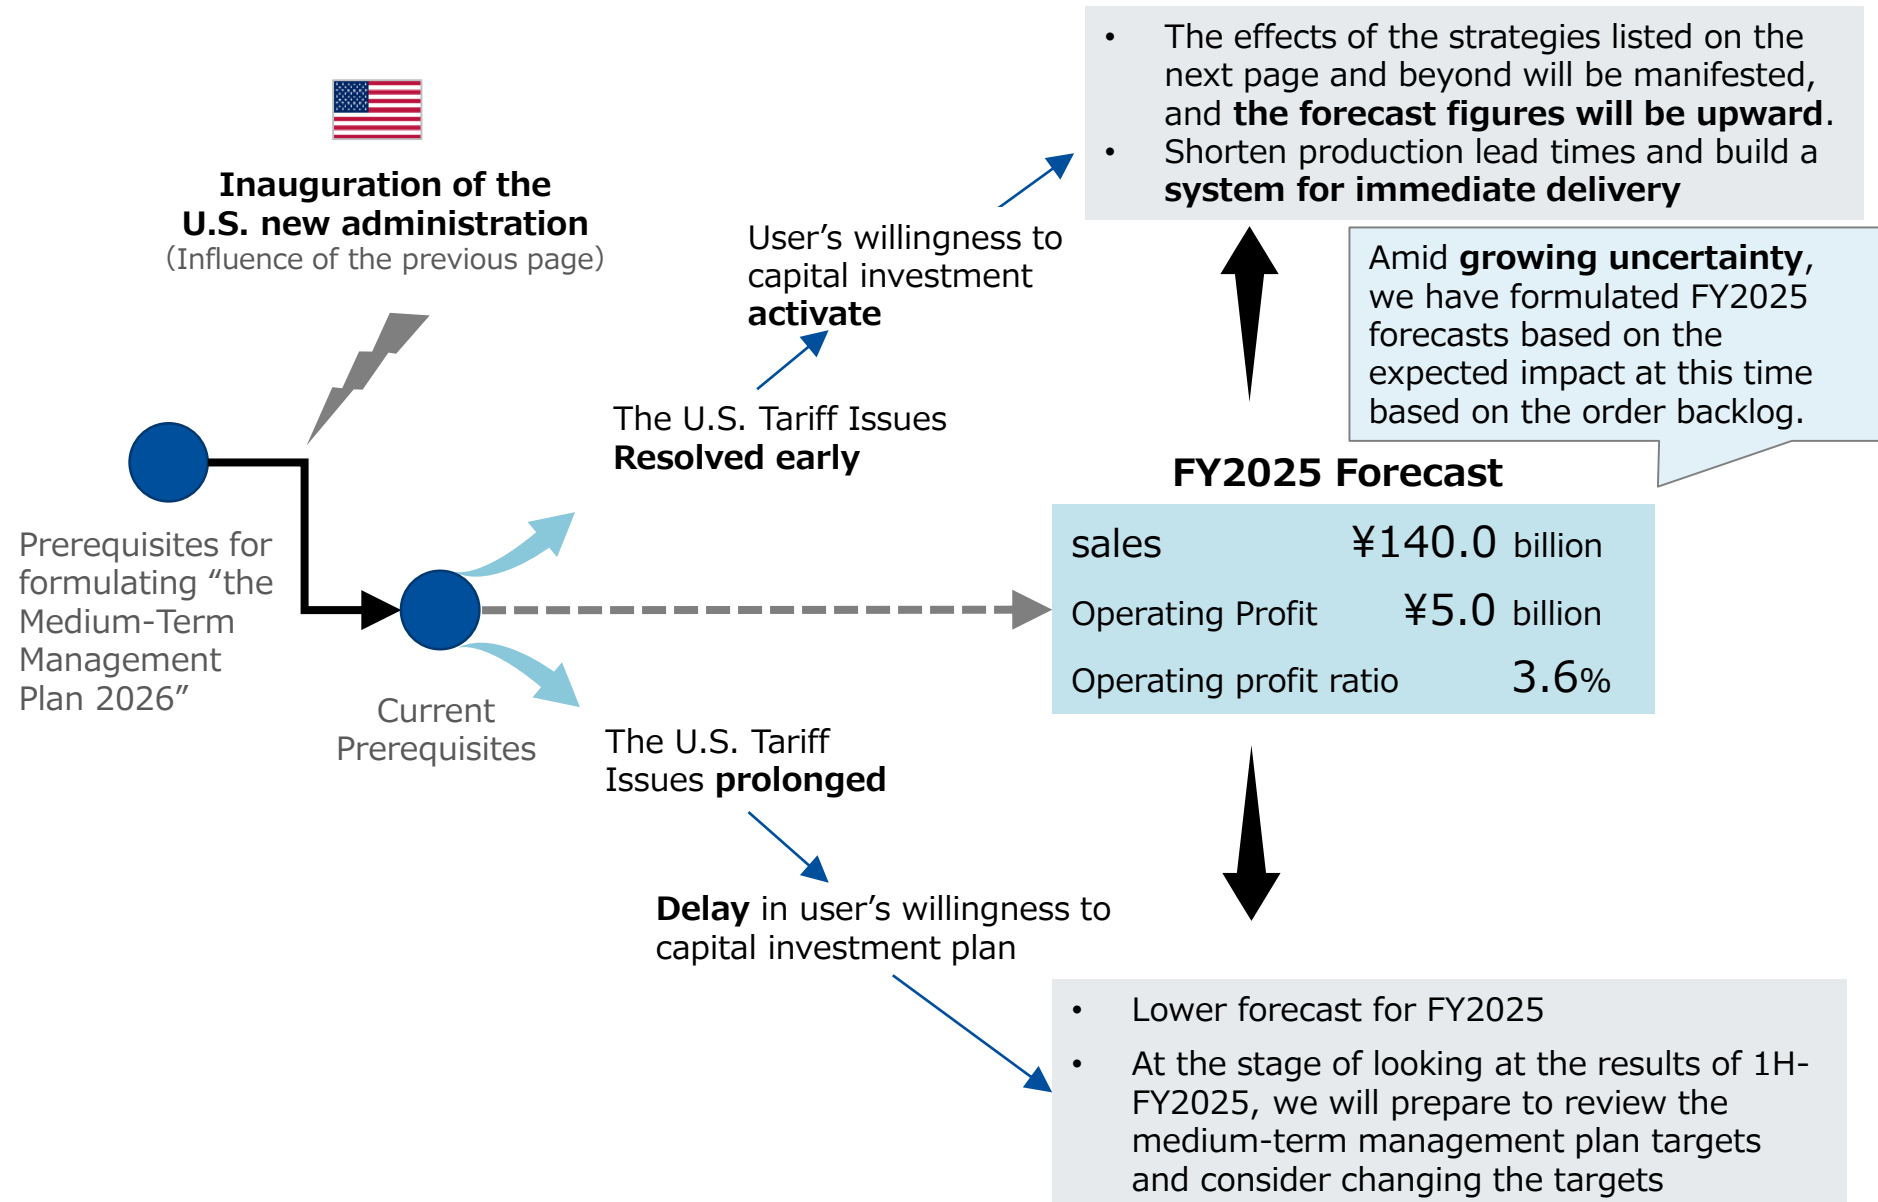 Inauguration of the
U.S. new administration
（Influence of the previous page）
Prerequisites for
formulating “the
Medium-Term
Management
Plan 2026”
Current
Prerequisites
The U.S. Tariff Issues
Resolved early
User’s willingness to
capital investment
activate
• The effects of the strategies listed on the
next page and beyond will be manifested,
and the forecast figures will be upward.
• Shorten production lead times and build a
system for immediate delivery
Amid growing uncertainty,
we have formulated FY2025
forecasts based on the
expected impact at this time
based on the order backlog.
FY2025 Forecast
sales ¥140.0 billion
Operating Profit ¥5.0 billion
Operating profit ratio 3.6%
The U.S. Tariff
Issues prolonged
Delay in user’s willingness to
capital investment plan
• Lower forecast for FY2025
• At the stage of looking at the results of 1H-
FY2025, we will prepare to review the
medium-term management plan targets
and consider changing the targets